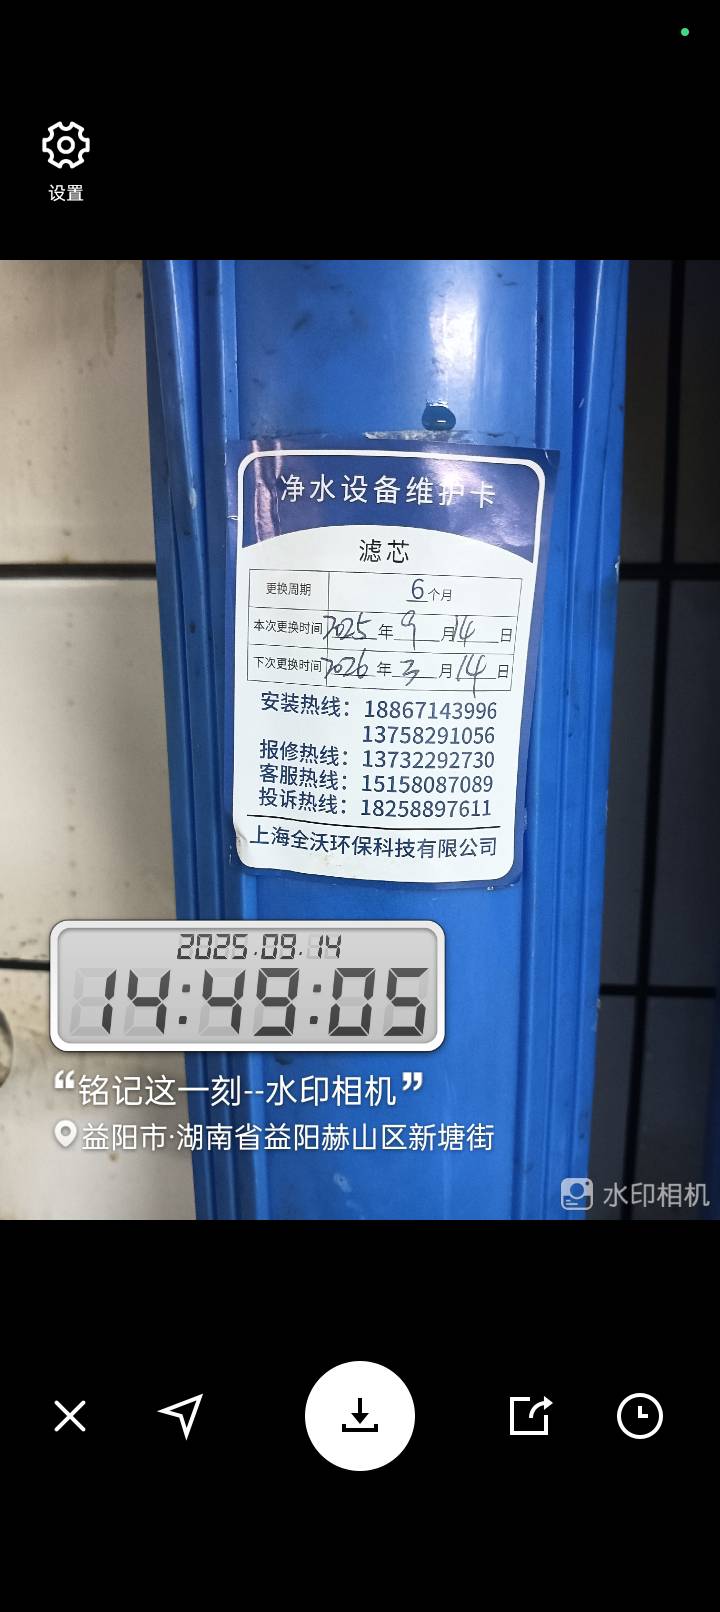 设置
净水设备维护卡
滤芯
更换周期 6个月
本次更换时间 2025年9月14日
下次更换时间 2026年3月14日
安装热线：18867143996
13758291056
报修热线：13732292730
客服热线：15158087089
投诉热线：18258897611
上海全沃环保科技有限公司
2025.09.14
14:49:05
“铭记这一刻--水印相机”
益阳市·湖南省益阳赫山区新塘街
水印相机